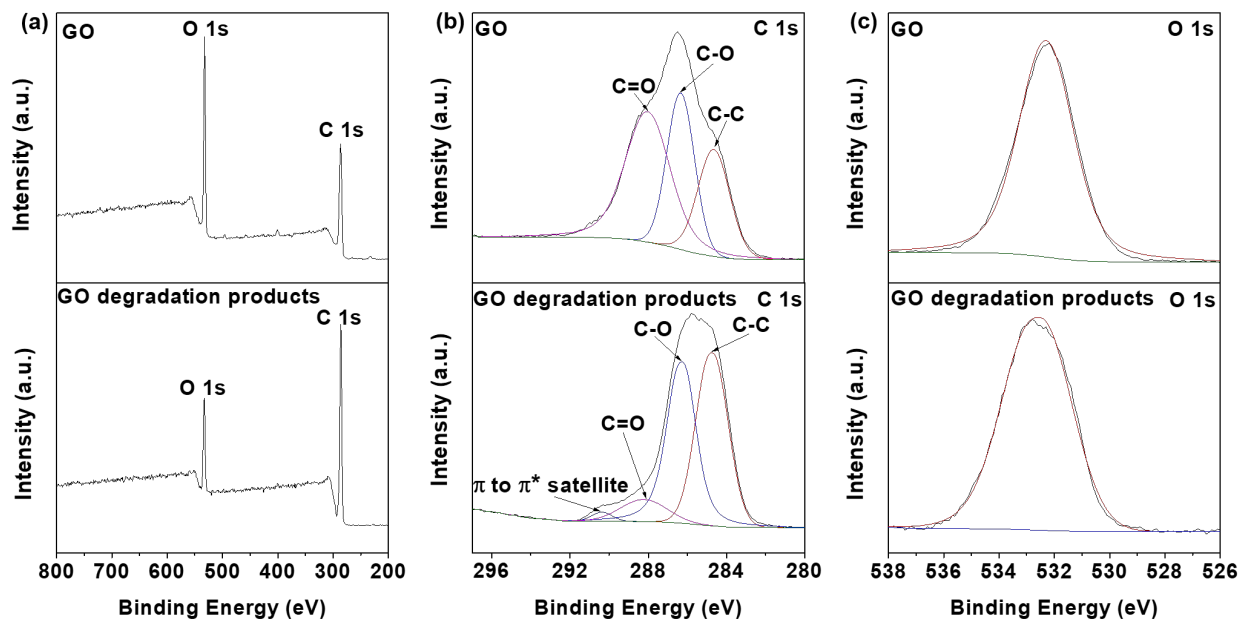 (a)
GO
O 1s
C 1s
Intensity (a.u.)
GO degradation products
C 1s
O 1s
Intensity (a.u.)
800 700 600 500 400 300 200
Binding Energy (eV)
(b)
GO
C 1s
C-O
C=O
C-C
Intensity (a.u.)
GO degradation products C 1s
C-O
C-C
C=O
π to π* satellite
Intensity (a.u.)
296 292 288 284 280
Binding Energy (eV)
(c)
GO
O 1s
Intensity (a.u.)
GO degradation products O 1s
Intensity (a.u.)
538 536 534 532 530 528 526
Binding Energy (eV)